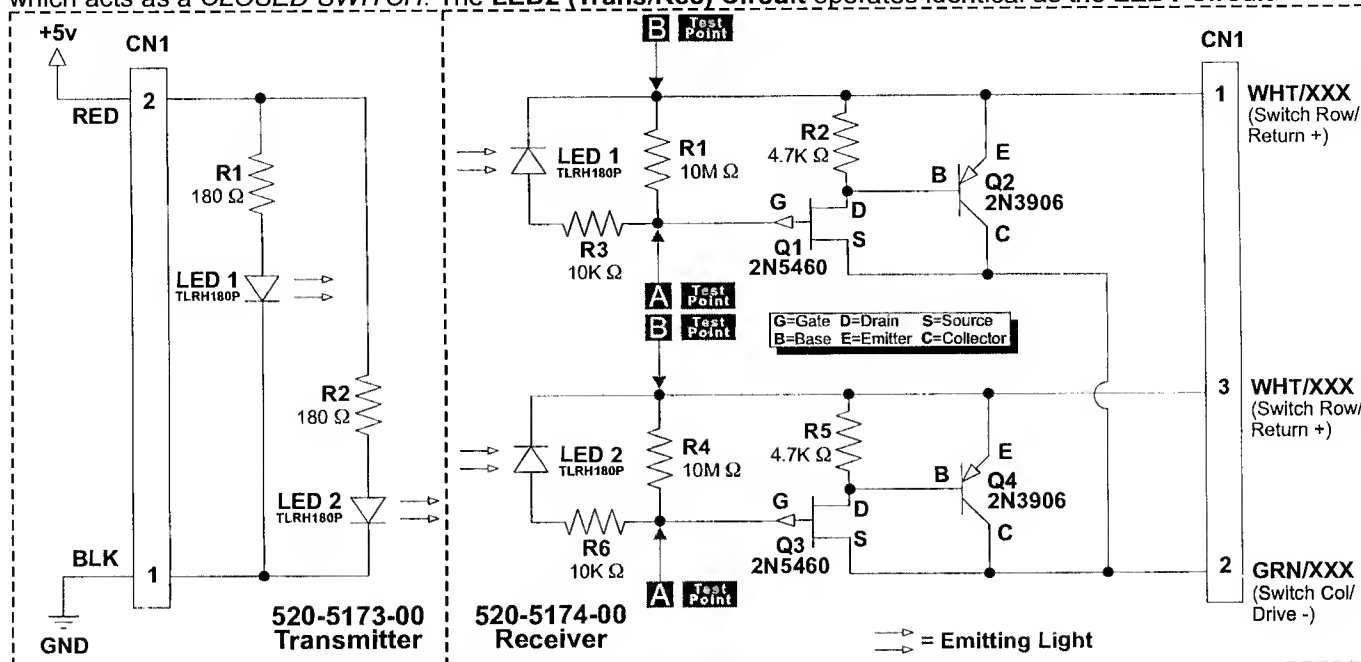 which acts as a CLOSED SWITCH. The LED2 (Trans/Rec) Circuit operates identical as the LED1 Circuit.
+5v
CN1
2
RED
R1
180 Ω
LED 1
TLRH180P
R2
180 Ω
LED 2
TLRH180P
BLK
1
GND
520-5173-00
Transmitter
B Test Point
LED 1
TLRH180P
R1
10M Ω
R3
10K Ω
A Test Point
R2
4.7K Ω
G
D
S
Q1
2N5460
B
E
Q2
2N3906
C
G=Gate D=Drain S=Source
B=Base E=Emitter C=Collector
B Test Point
LED 2
TLRH180P
R4
10M Ω
R6
10K Ω
A Test Point
R5
4.7K Ω
G
D
S
Q3
2N5460
B
E
Q4
2N3906
C
520-5174-00
Receiver
= Emitting Light
CN1
1
WHT/XXX
(Switch Row/
Return +)
3
WHT/XXX
(Switch Row/
Return +)
2
GRN/XXX
(Switch Col/
Drive -)